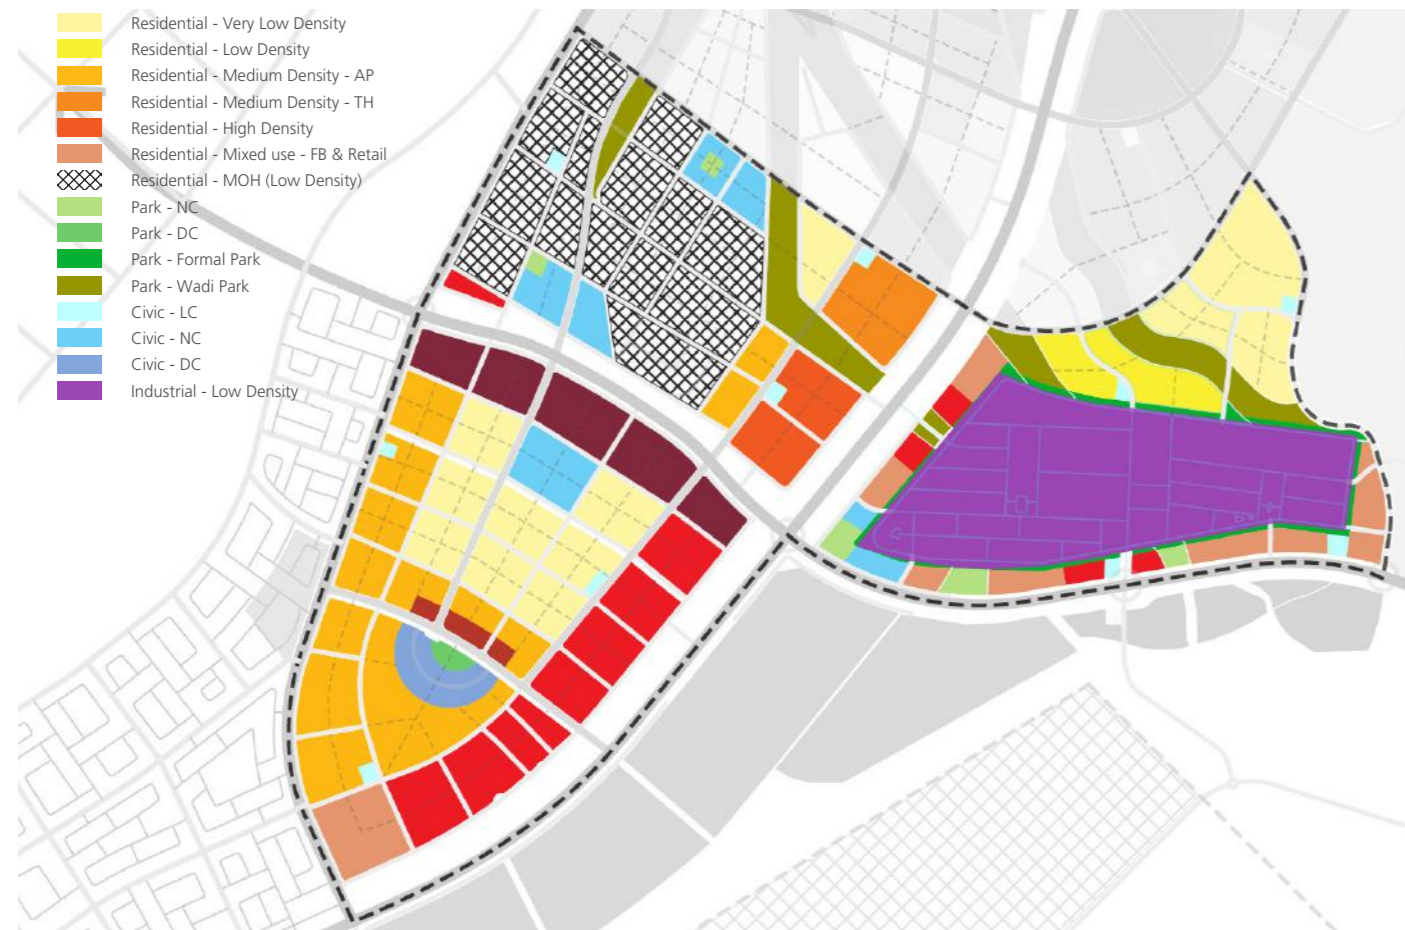 Residential - Very Low Density
Residential - Low Density
Residential - Medium Density - AP
Residential - Medium Density - TH
Residential - High Density
Residential - Mixed use - FB & Retail
Residential - MOH (Low Density)
Park - NC
Park - DC
Park - Formal Park
Park - Wadi Park
Civic - LC
Civic - NC
Civic - DC
Industrial - Low Density